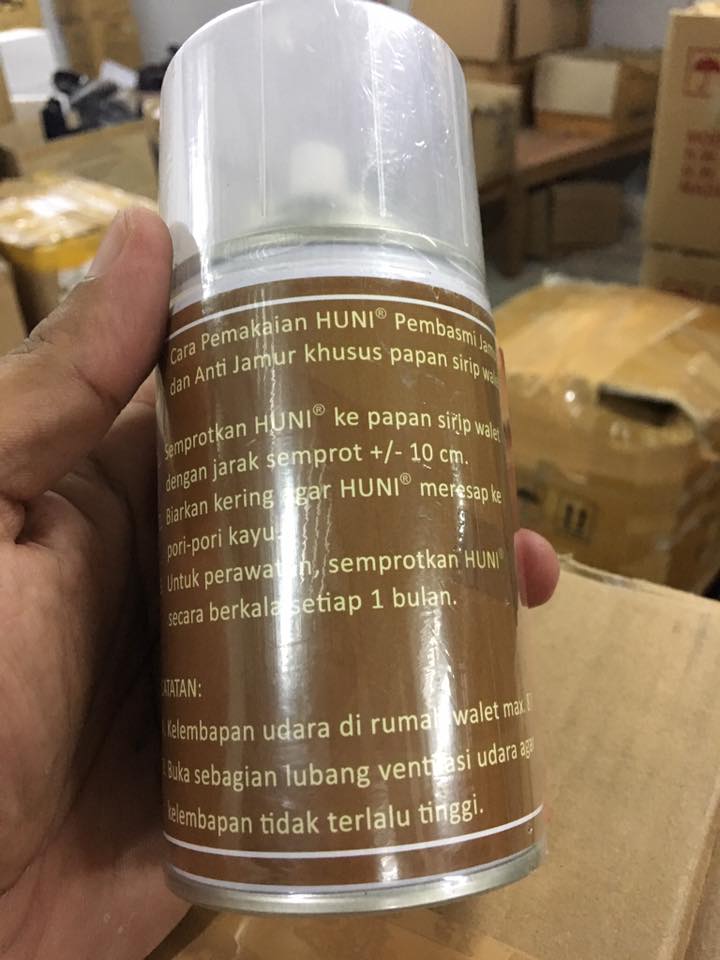 Cara Pemakaian HUNI® Pembasmi
dan Anti Jamur khusus papan sirip
Semprotkan HUNI® ke papan sirip walet
dengan jarak semprot +/- 10 cm.
Biarkan kering agar HUNI® meresap ke
pori-pori kayu.
Untuk perawatan, semprotkan HUNI®
secara berkala setiap 1 bulan.
CATATAN:
Kelembapan udara di rumah walet max.
Buka sebagian lubang ventilasi udara agar
kelembapan tidak terlalu tinggi.